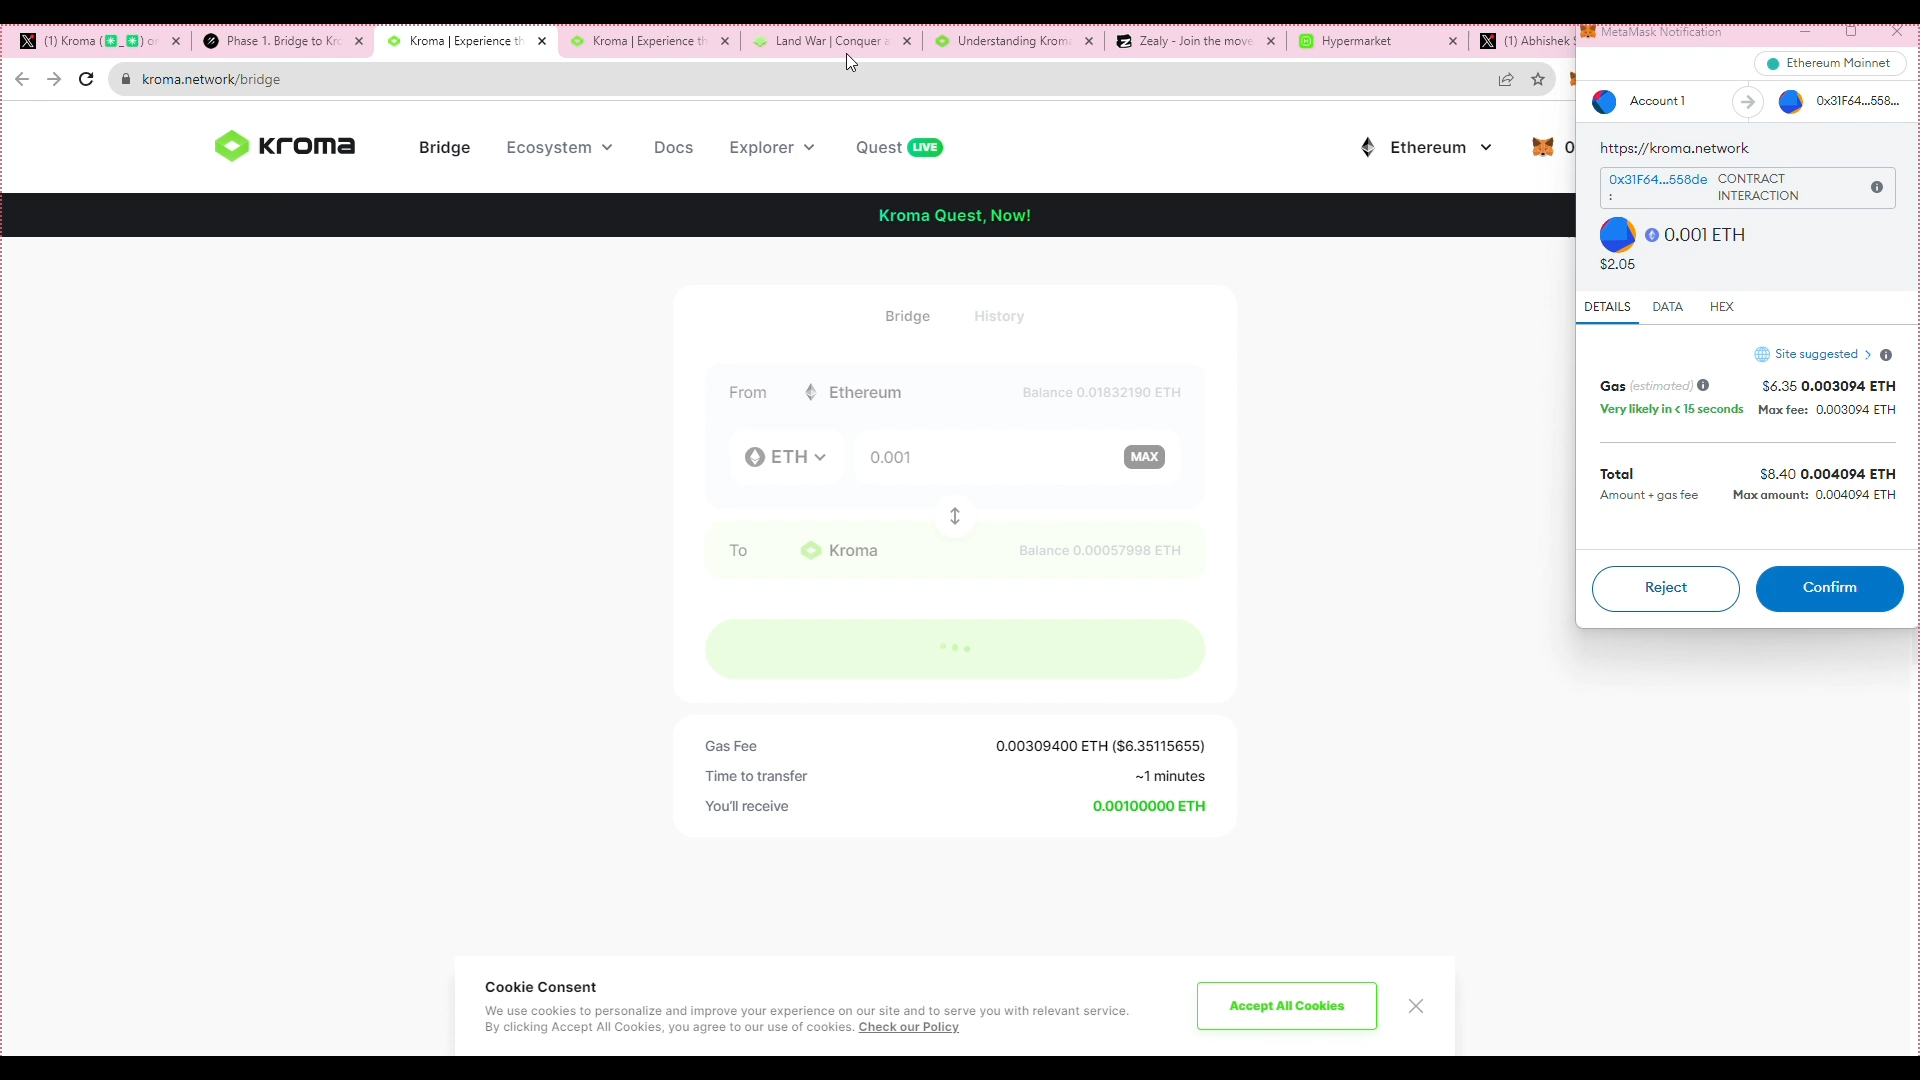 (1) Kroma (❇️_❇️) or
Phase 1. Bridge to Kro
Kroma | Experience th
Kroma | Experience th
Land War | Conquer a
Understanding Kroma
Zealy - Join the move
Hypermarket
(1) Abhishek S
MetaMask Notification
kroma.network/bridge
Ethereum Mainnet
Account 1
0x31F64...558...
kroma
Bridge
Ecosystem
Docs
Explorer
Quest LIVE
Ethereum
0
https://kroma.network
0x31F64...558de
:
CONTRACT
INTERACTION
Kroma Quest, Now!
0.001 ETH
$2.05
DETAILS
DATA
HEX
Site suggested >
Gas (estimated)
$6.35 0.003094 ETH
Very likely in < 15 seconds
Max fee: 0.003094 ETH
Total
$8.40 0.004094 ETH
Amount + gas fee
Max amount: 0.004094 ETH
Reject
Confirm
Bridge
History
From
Ethereum
Balance 0.01832190 ETH
ETH
0.001
MAX
To
Kroma
Balance 0.00057998 ETH
Gas Fee
0.00309400 ETH ($6.35115655)
Time to transfer
~1 minutes
You'll receive
0.00100000 ETH
Cookie Consent
We use cookies to personalize and improve your experience on our site and to serve you with relevant service.
By clicking Accept All Cookies, you agree to our use of cookies. Check our Policy
Accept All Cookies